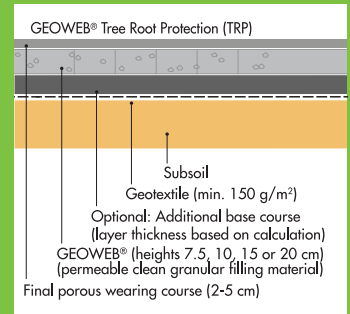 GEOWEB® Tree Root Protection (TRP)
Subsoil
Geotextile (min. 150 g/m²)
Optional: Additional base course
(layer thickness based on calculation)
GEOWEB® (heights 7.5, 10, 15 or 20 cm)
(permeable clean granular filling material)
Final porous wearing course (2-5 cm)